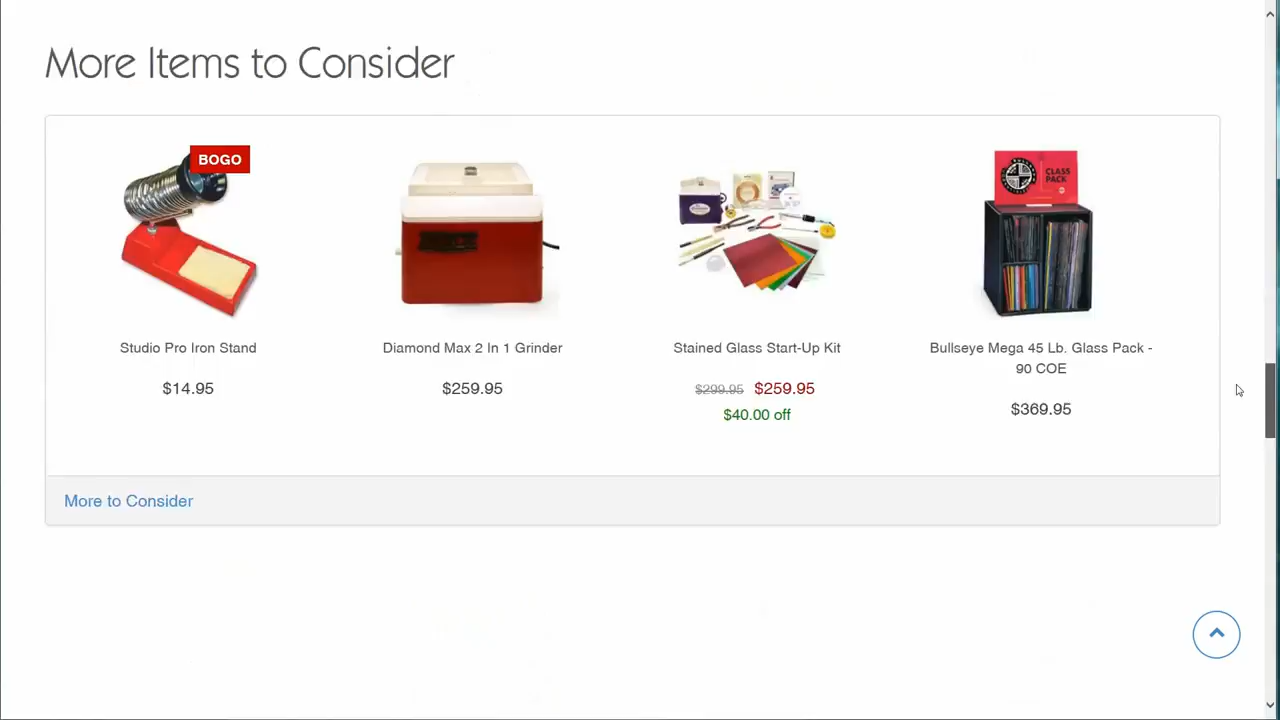 More Items to Consider
BOGO
CLASS
PACK
Studio Pro Iron Stand
$14.95
Diamond Max 2 In 1 Grinder
$259.95
Stained Glass Start-Up Kit
$299.95 $259.95
$40.00 off
Bullseye Mega 45 Lb. Glass Pack -
90 COE
$369.95
More to Consider